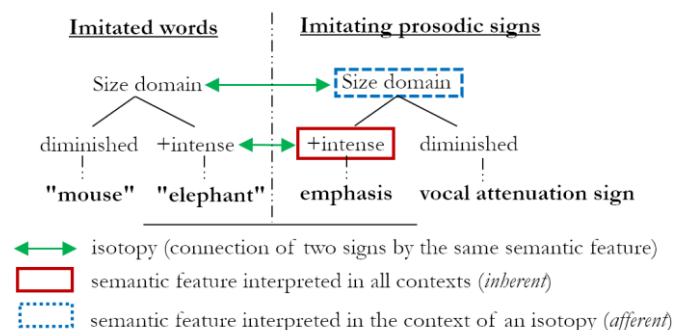 Imitated words Imitating prosodic signs
Size domain Size domain
diminished +intense +intense diminished
"mouse" "elephant" emphasis vocal attenuation sign
isotopy (connection of two signs by the same semantic feature)
semantic feature interpreted in all contexts (inherent)
semantic feature interpreted in the context of an isotopy (afferent)